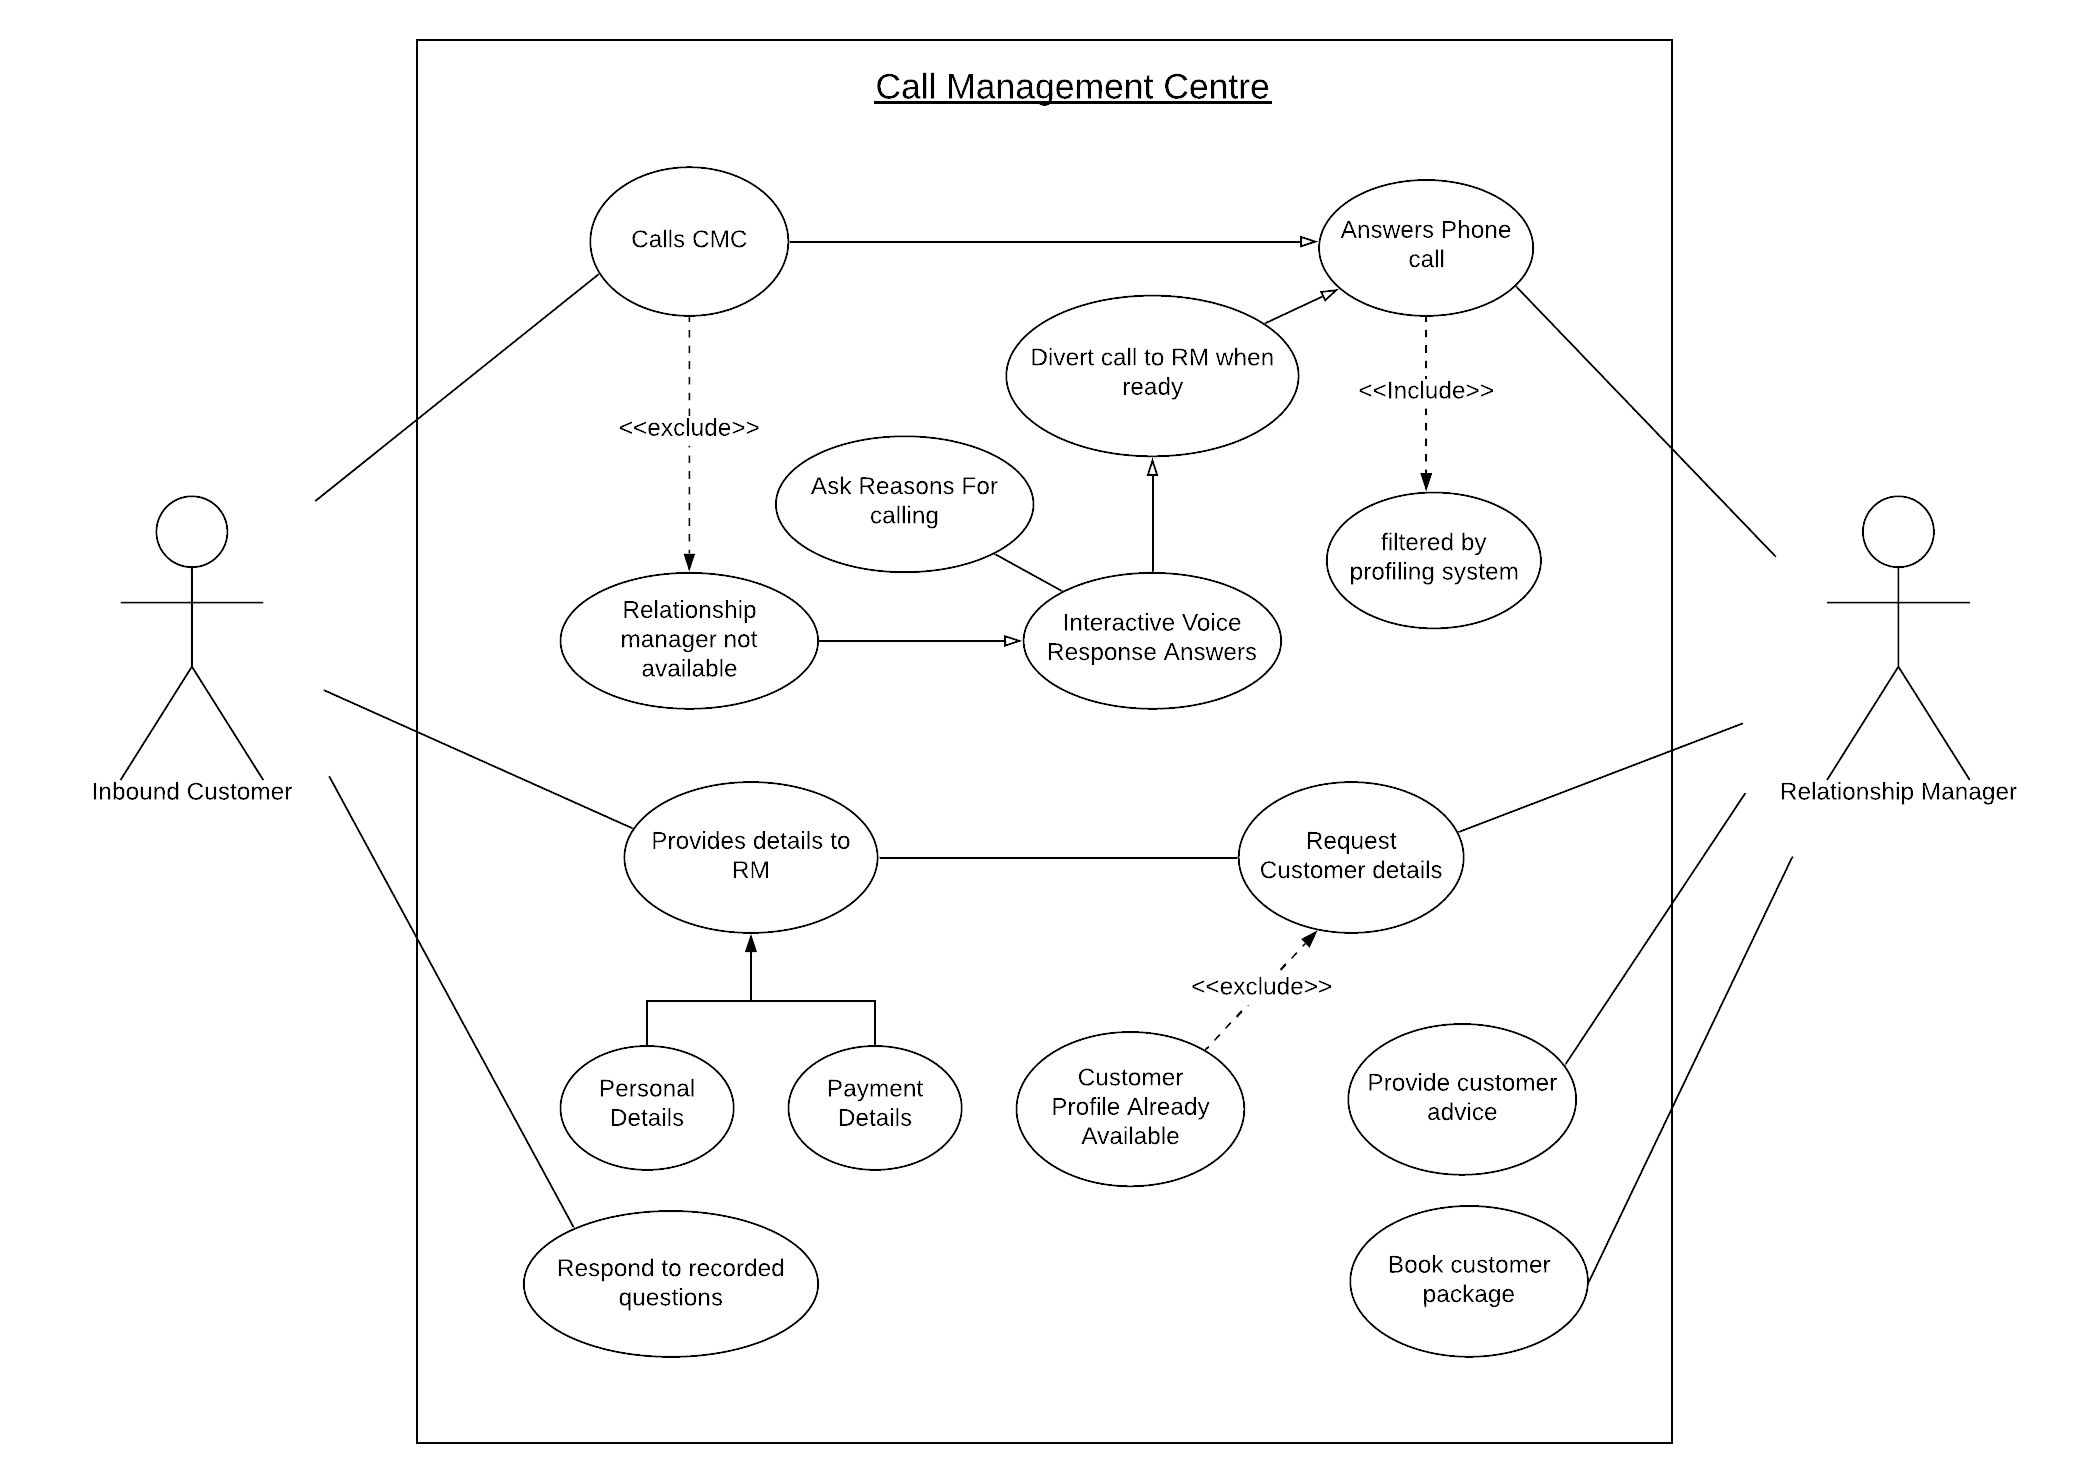 Call Management Centre
Calls CMC
Answers Phone
call
Divert call to RM when
ready
<<Include>>
<<exclude>>
Ask Reasons For
calling
filtered by
profiling system
Relationship
manager not
available
Interactive Voice
Response Answers
Inbound Customer
Relationship Manager
Provides details to
RM
Request
Customer details
<<exclude>>
Personal
Details
Payment
Details
Customer
Profile Already
Available
Provide customer
advice
Respond to recorded
questions
Book customer
package